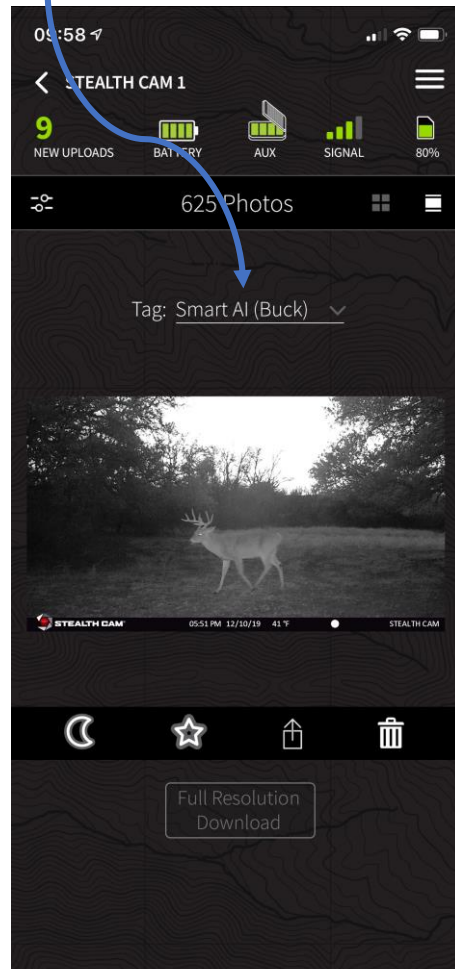 09:58
STEALTH CAM 1
9
NEW UPLOADS
BATTERY
AUX
SIGNAL
80%
625 Photos
Tag: Smart AI (Buck)
STEALTH CAM 05:51 PM 12/10/19 41 °F STEALTH CAM
Full Resolution
Download